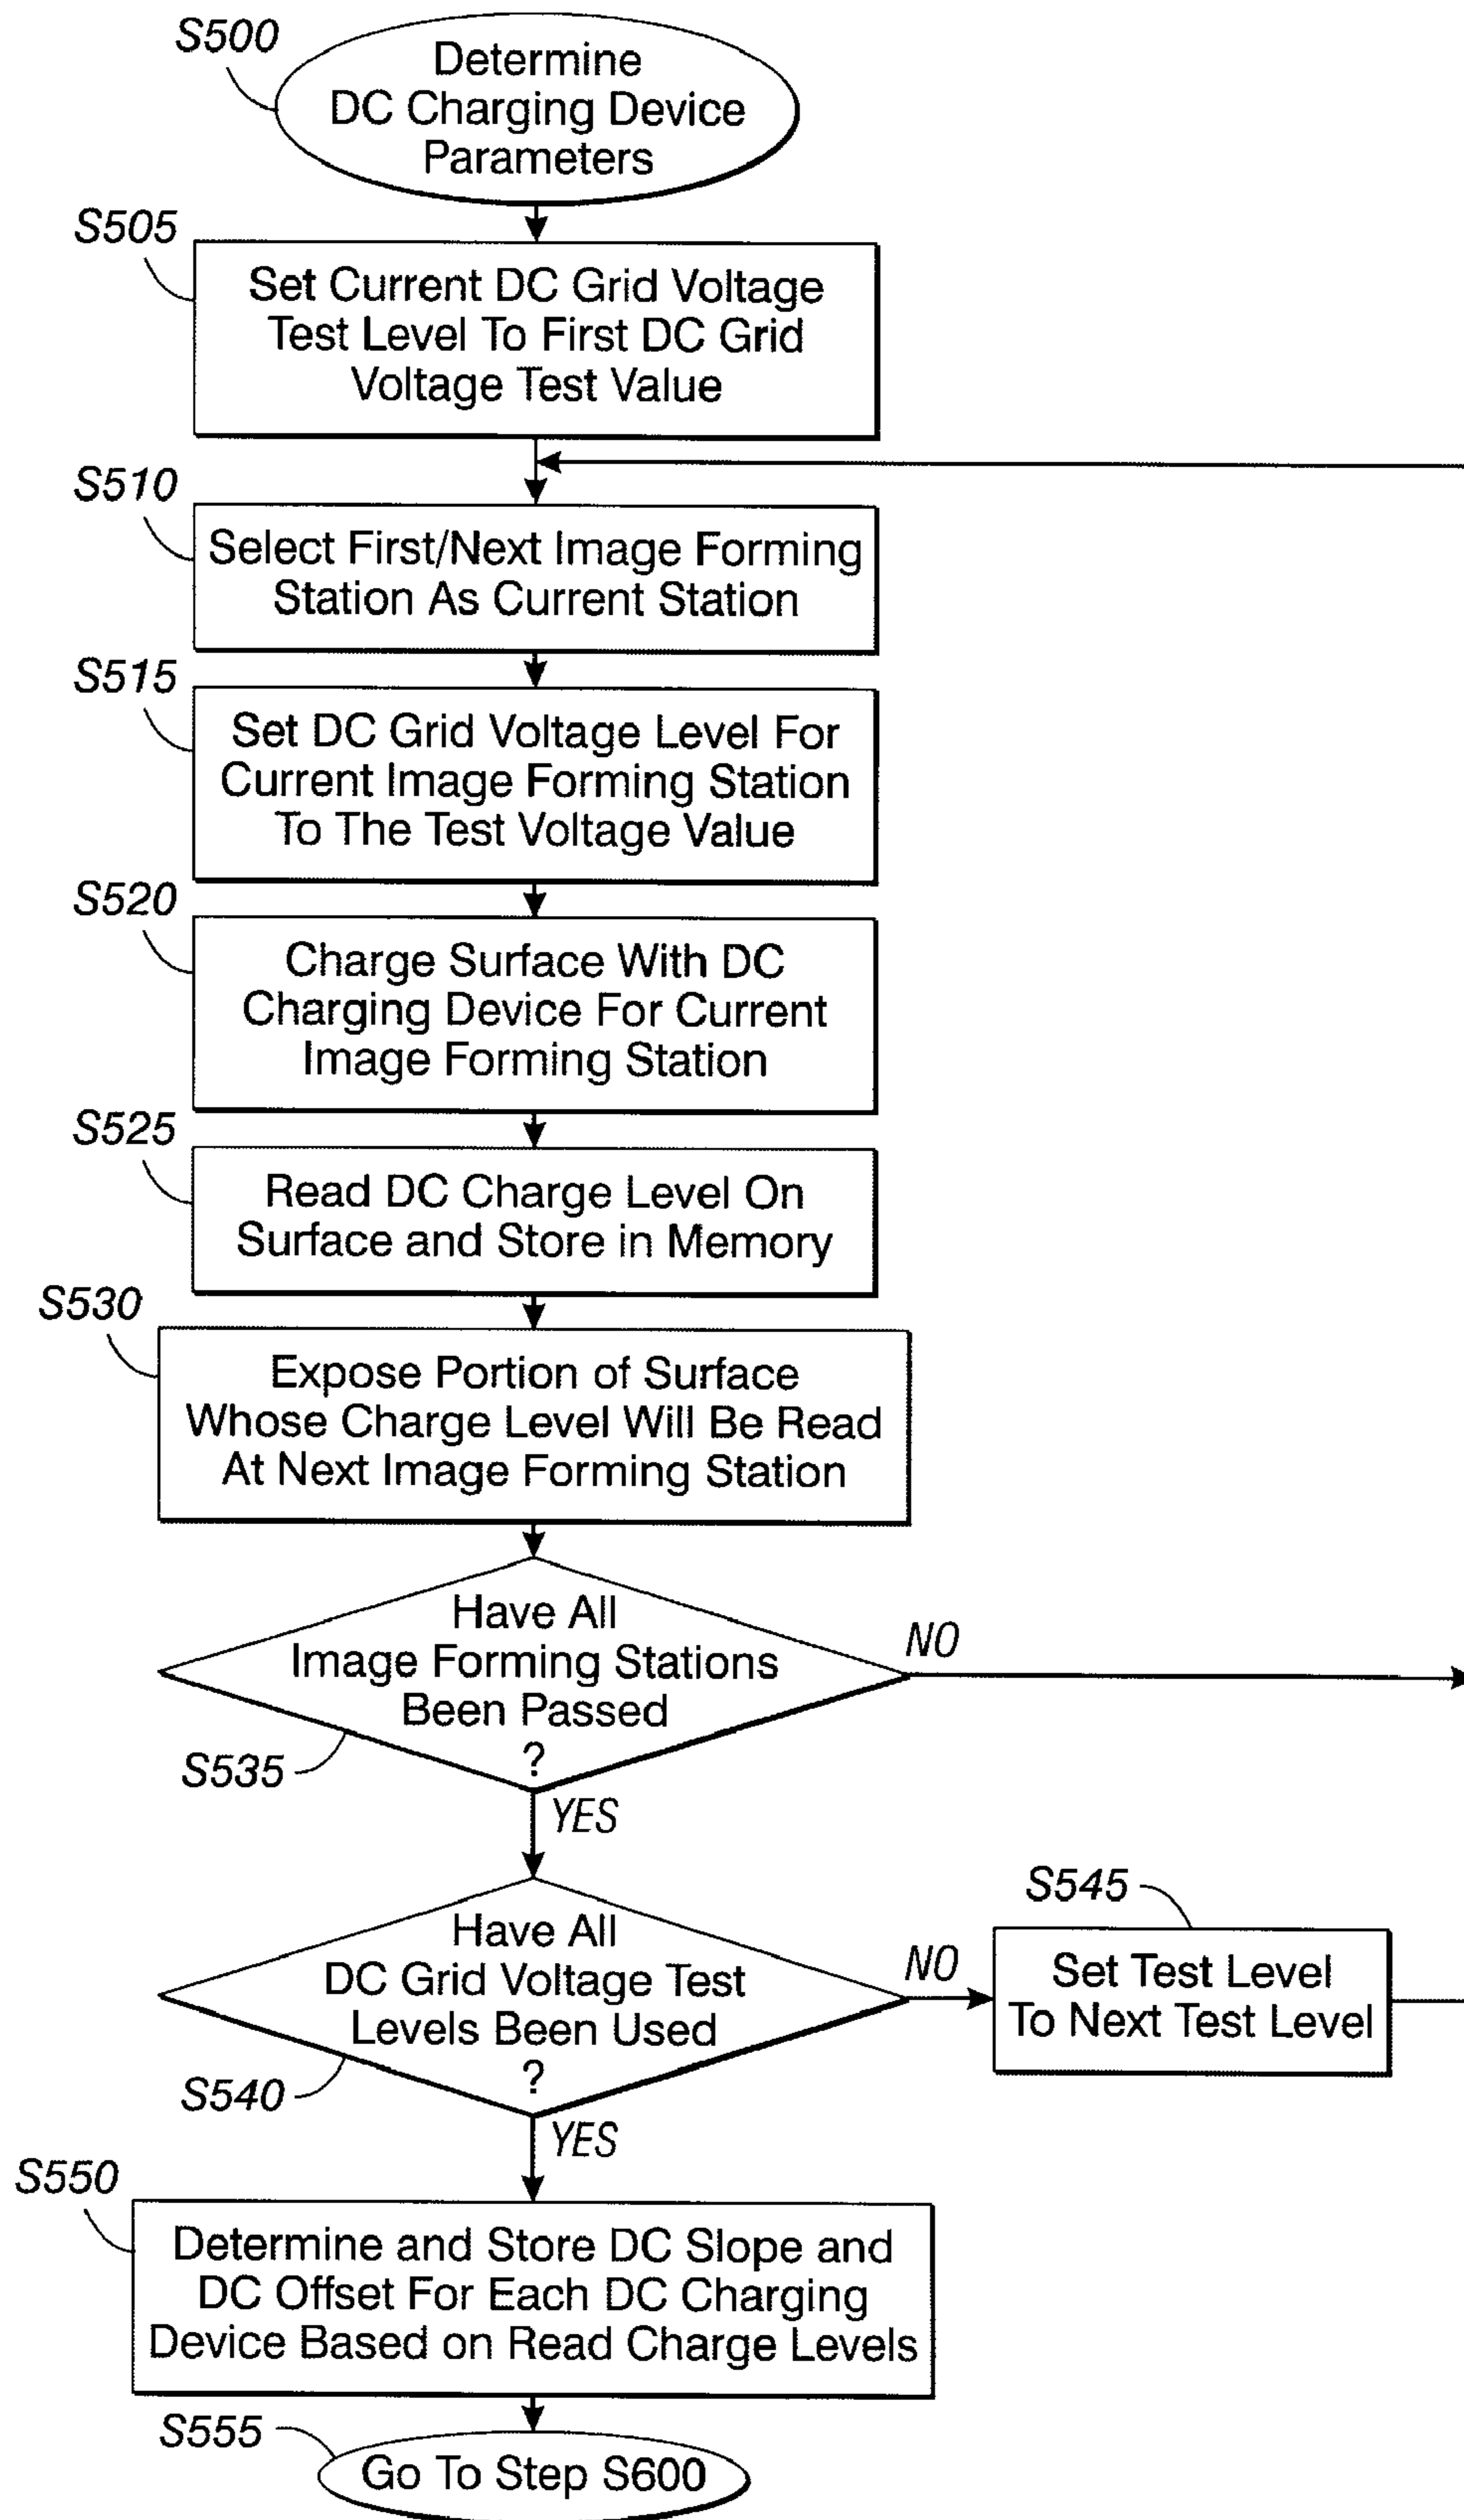 S500
Determine
DC Charging Device
Parameters
S505
Set Current DC Grid Voltage
Test Level To First DC Grid
Voltage Test Value
S510
Select First/Next Image Forming
Station As Current Station
S515
Set DC Grid Voltage Level For
Current Image Forming Station
To The Test Voltage Value
S520
Charge Surface With DC
Charging Device For Current
Image Forming Station
S525
Read DC Charge Level On
Surface and Store in Memory
S530
Expose Portion of Surface
Whose Charge Level Will Be Read
At Next Image Forming Station
Have All
Image Forming Stations
Been Passed
?
NO
S535
YES
Have All
DC Grid Voltage Test
Levels Been Used
?
NO
S545
Set Test Level
To Next Test Level
S540
YES
S550
Determine and Store DC Slope and
DC Offset For Each DC Charging
Device Based on Read Charge Levels
S555
Go To Step S600